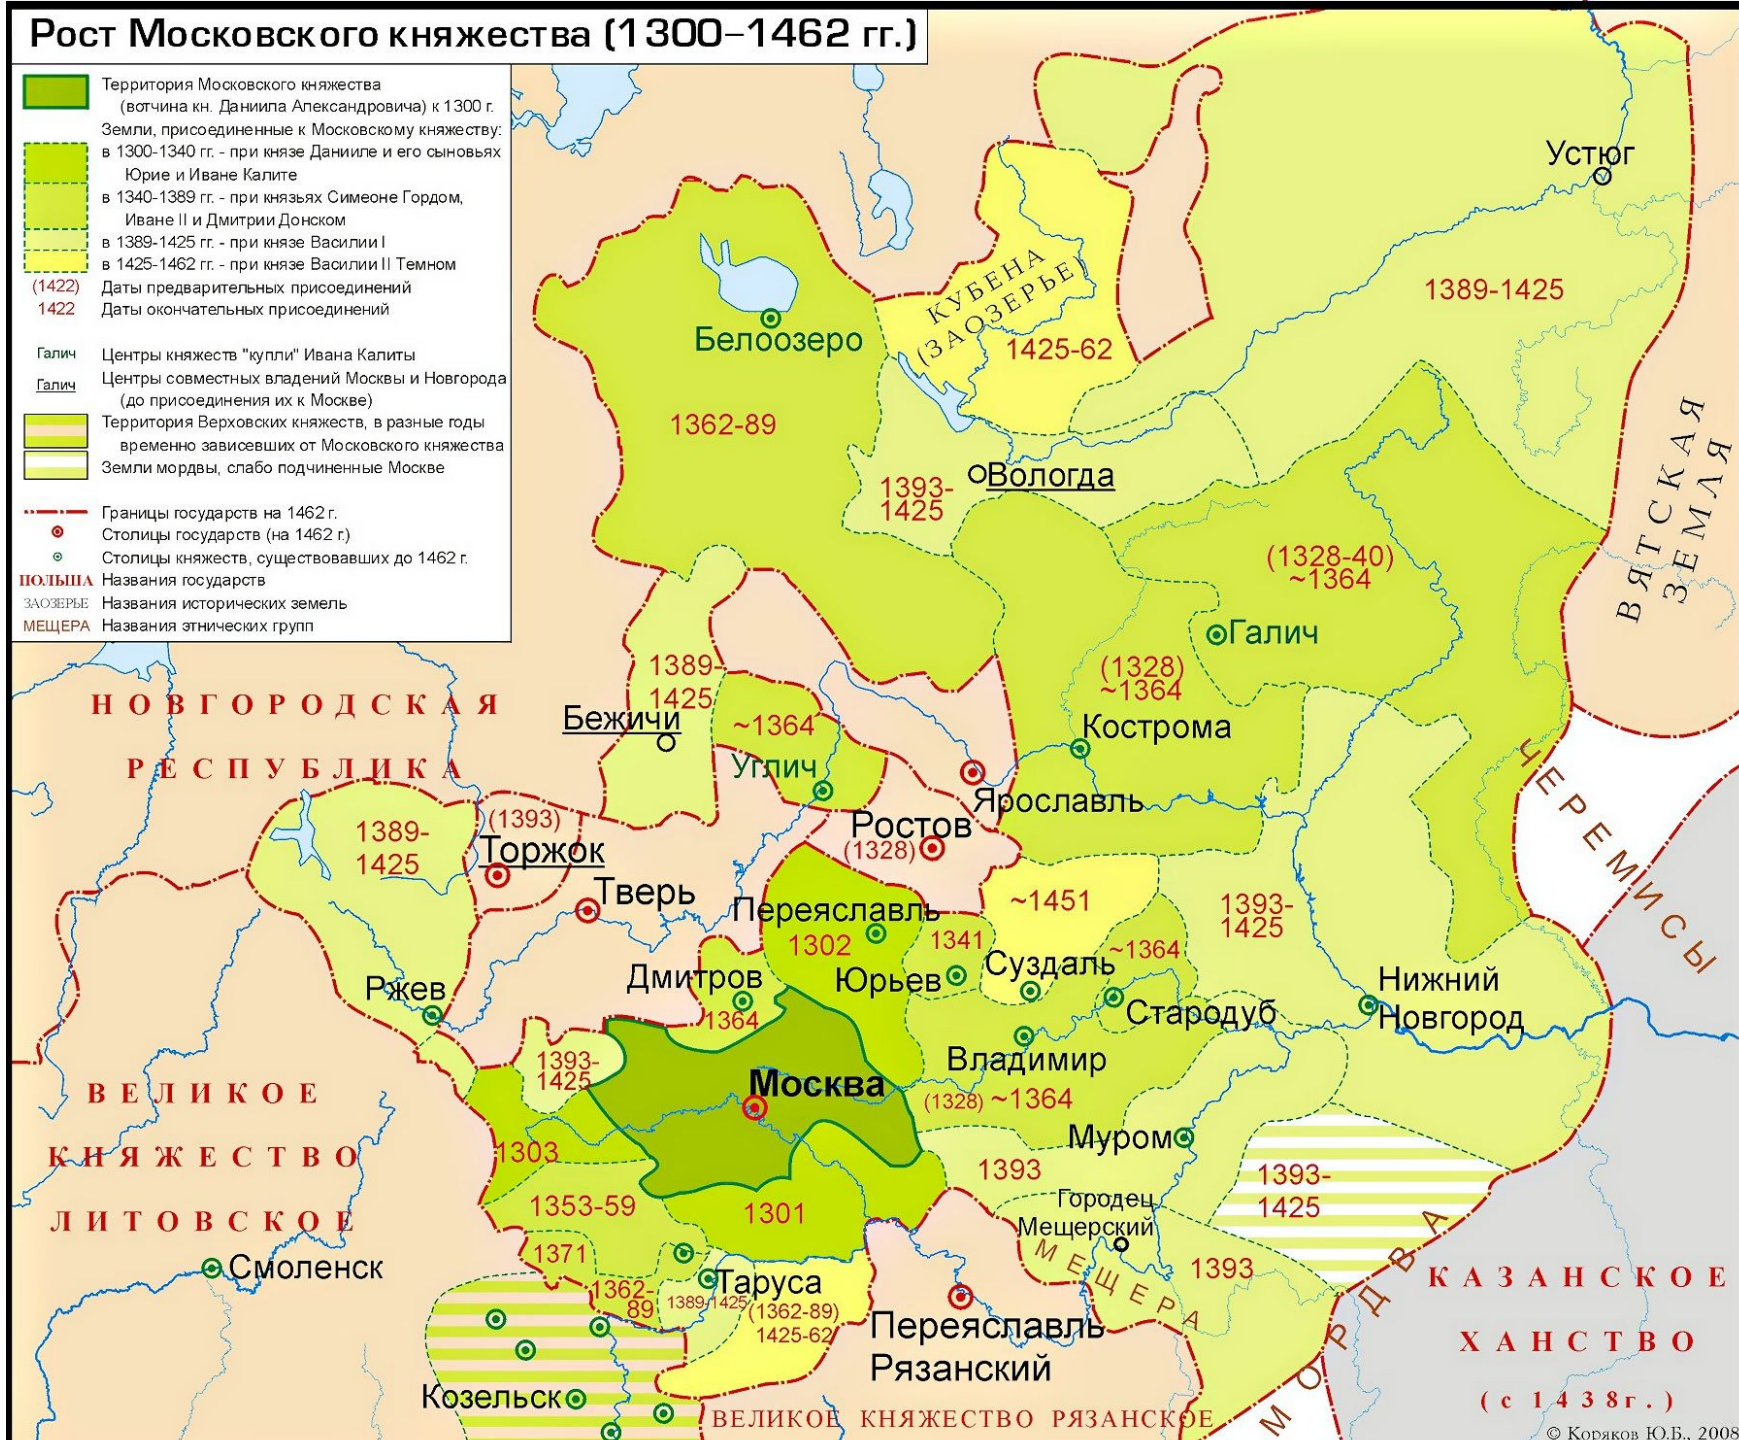 Рост Московского княжества (1300–1462 гг.)
Территория Московского княжества
(вотчина кн. Даниила Александровича) к 1300 г.
Земли, присоединенные к Московскому княжеству:
в 1300-1340 гг. - при князе Данииле и его сыновьях
Юрие и Иване Калите
в 1340-1389 гг. - при князьях Симеоне Гордом,
Иване II и Дмитрии Донском
в 1389-1425 гг. - при князе Василии I
в 1425-1462 гг. - при князе Василии II Темном
(1422) Даты предварительных присоединений
1422 Даты окончательных присоединений
Галич Центры княжеств "купли" Ивана Калиты
Галич Центры совместных владений Москвы и Новгорода
(до присоединения их к Москве)
Территория Верховских княжеств, в разные годы
временно зависевших от Московского княжества
Земли мордвы, слабо подчиненные Москве
Границы государств на 1462 г.
Столицы государств (на 1462 г.)
Столицы княжеств, существовавших до 1462 г.
ПОЛЬША Названия государств
ЗАОЗЕРЬЕ Названия исторических земель
МЕЩЕРА Названия этнических групп
Устюг
1389-1425
КУБЕНА
(ЗАОЗЕРЬЕ)
1425-62
Белоозеро
1362-89
Вологда
1393-
1425
ВЯТСКАЯ
ЗЕМЛЯ
(1328-40)
~1364
Галич
(1328)
~1364
Кострома
1389-
1425
Бежичи
~1364
Углич
Ярославль
НОВГОРОДСКАЯ
РЕСПУБЛИКА
ЧЕРЕМИСЫ
1389-
1425
(1393)
Торжок
Ростов
(1328)
Тверь
~1451
1393-
1425
Переяславль
1302
1341
~1364
Дмитров
1364
Юрьев
Суздаль
Стародуб
Нижний
Новгород
Ржев
1393-
1425
Владимир
(1328) ~1364
Москва
ВЕЛИКОЕ
КНЯЖЕСТВО
ЛИТОВСКОЕ
1303
Муром
1393
1393-
1425
1353-59
1301
Городец
Мещерский
МЕЩЕРА
1393
МОРДВА
1371
Смоленск
1362-
89
Таруса
1389-1425
(1362-89)
1425-62
Переяславль
Рязанский
КАЗАНСКОЕ
ХАНСТВО
(с 1438г.)
Козельск
ВЕЛИКОЕ КНЯЖЕСТВО РЯЗАНСКОЕ
© Коряков Ю.Б., 2008